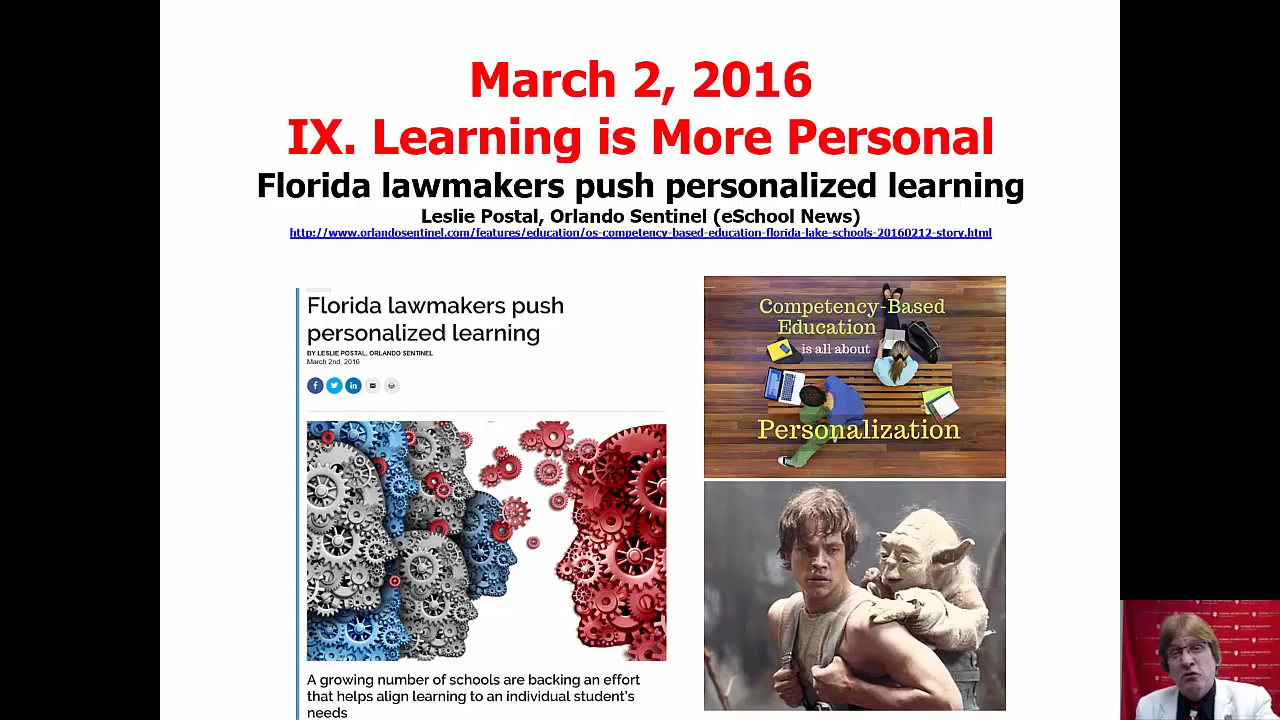 March 2, 2016
IX. Learning is More Personal
Florida lawmakers push personalized learning
Leslie Postal, Orlando Sentinel (eSchool News)
http://www.orlandosentinel.com/features/education/os-competency-based-education-florida-lake-schools-20160212-story.html
Florida lawmakers push
personalized learning
BY LESLIE POSTAL, ORLANDO SENTINEL
March 2nd, 2016
A growing number of schools are backing an effort
that helps align learning to an individual student's
needs
Competency-Based
Education
is all about
Personalization